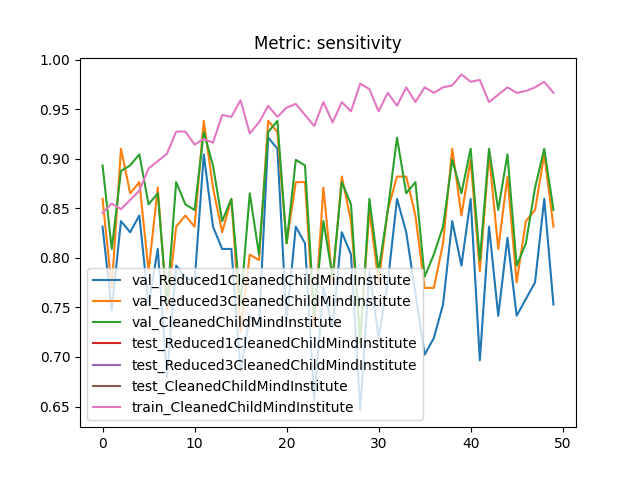 Metric: sensitivity
1.00
0.95
0.90
0.85
0.80
0.75
0.70
0.65
val_Reduced1CleanedChildMindInstitute
val_Reduced3CleanedChildMindInstitute
val_CleanedChildMindInstitute
test_Reduced1CleanedChildMindInstitute
test_Reduced3CleanedChildMindInstitute
test_CleanedChildMindInstitute
train_CleanedChildMindInstitute
0 10 20 30 40 50